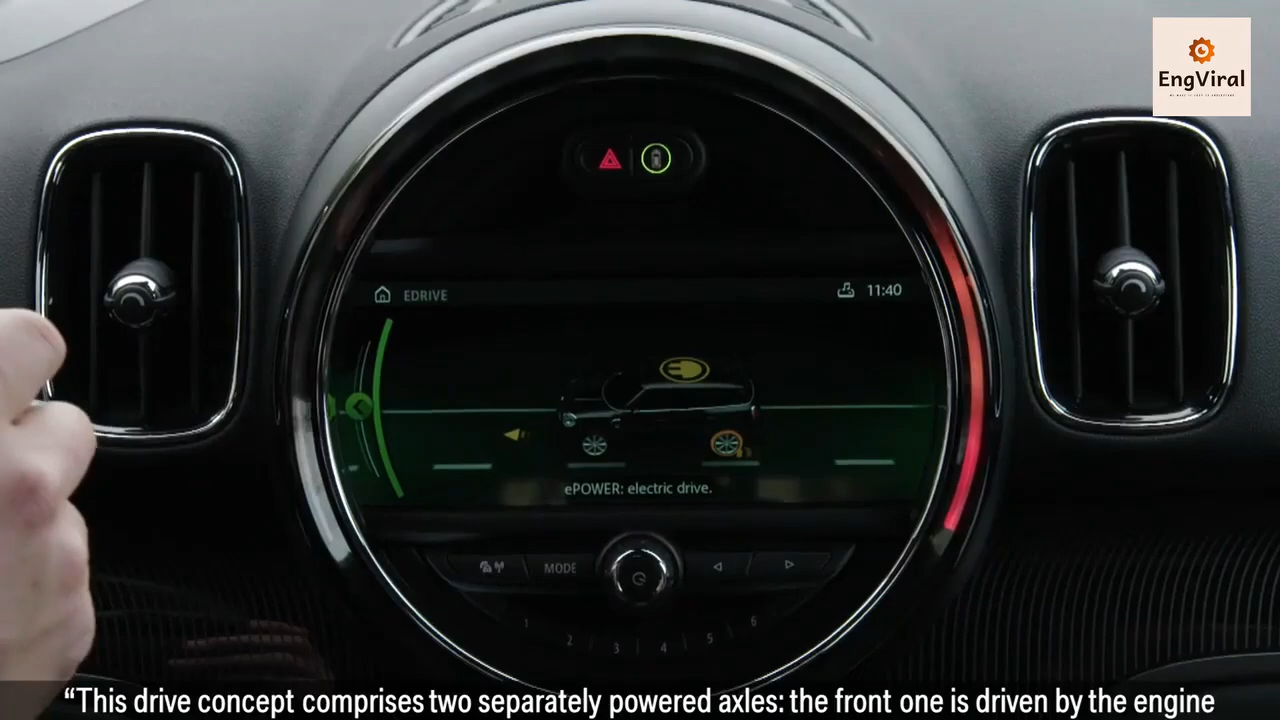 EngViral
EDRIVE
11:40
ePOWER: electric drive.
MODE
1
2
3
4
5
6
“This drive concept comprises two separately powered axles: the front one is driven by the engine